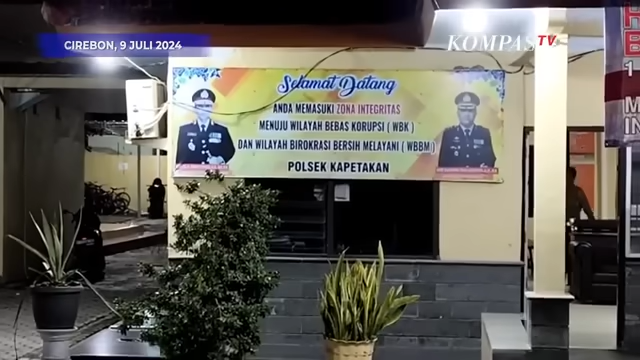 CIREBON, 9 JULI 2024
KOMPASTV
Selamat Datang
ANDA MEMASUKI ZONA INTEGRITAS
MENUJU WILAYAH BEBAS KORUPSI ( WBK )
DAN WILAYAH BIROKRASI BERSIH MELAYANI ( WBBM )
POLSEK KAPETAKAN